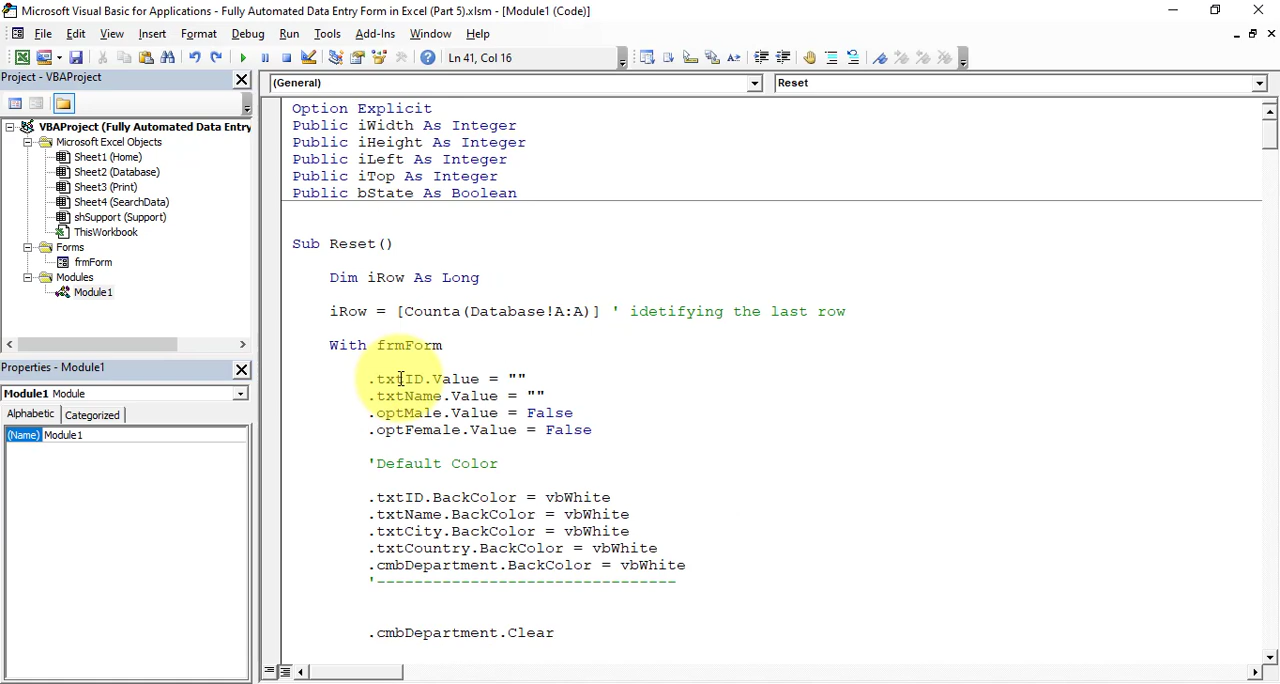 Microsoft Visual Basic for Applications - Fully Automated Data Entry Form in Excel (Part 5).xlsm - [Module1 (Code)]
File Edit View Insert Format Debug Run Tools Add-Ins Window Help
Ln 41, Col 16
Project - VBAProject
(General)
Reset
VBAProject (Fully Automated Data Entry
Microsoft Excel Objects
Sheet1 (Home)
Sheet2 (Database)
Sheet3 (Print)
Sheet4 (SearchData)
shSupport (Support)
ThisWorkbook
Forms
frmForm
Modules
Module1
Properties - Module1
Module1 Module
Alphabetic Categorized
(Name) Module1
Option Explicit
Public iWidth As Integer
Public iHeight As Integer
Public iLeft As Integer
Public iTop As Integer
Public bState As Boolean
Sub Reset()
Dim iRow As Long
iRow = [Counta(Database!A:A)] ' idetifying the last row
With frmForm
.txtID.Value = ""
.txtName.Value = ""
.optMale.Value = False
.optFemale.Value = False
'Default Color
.txtID.BackColor = vbWhite
.txtName.BackColor = vbWhite
.txtCity.BackColor = vbWhite
.txtCountry.BackColor = vbWhite
.cmbDepartment.BackColor = vbWhite
'--------------------------------
.cmbDepartment.Clear